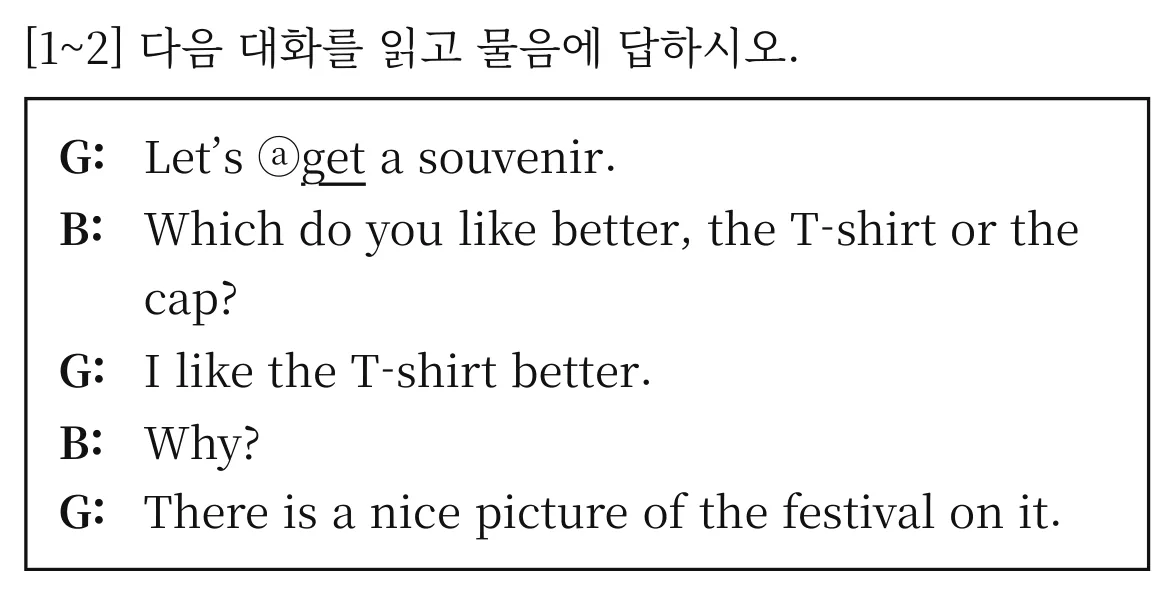 [1~2] 다음 대화를 읽고 물음에 답하시오.
G: Let’s ⓐget a souvenir.
B: Which do you like better, the T-shirt or the
cap?
G: I like the T-shirt better.
B: Why?
G: There is a nice picture of the festival on it.